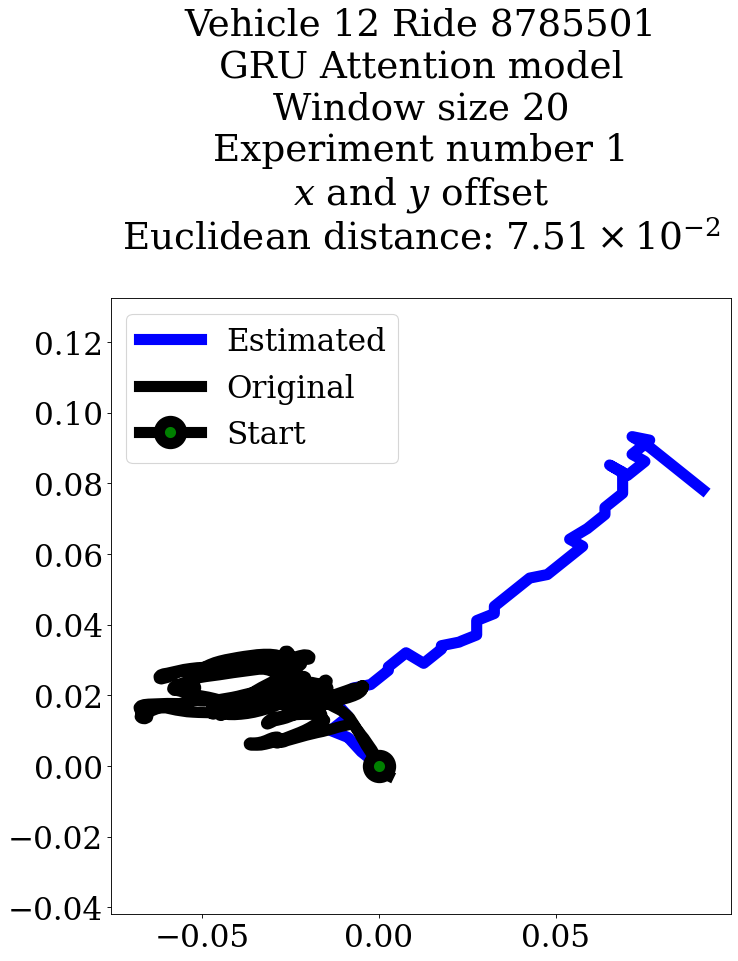 Vehicle 12 Ride 8785501
GRU Attention model
Window size 20
Experiment number 1
x and y offset
Euclidean distance: 7.51 × 10⁻²
Estimated
Original
Start
0.12
0.10
0.08
0.06
0.04
0.02
0.00
−0.02
−0.04
−0.05
0.00
0.05